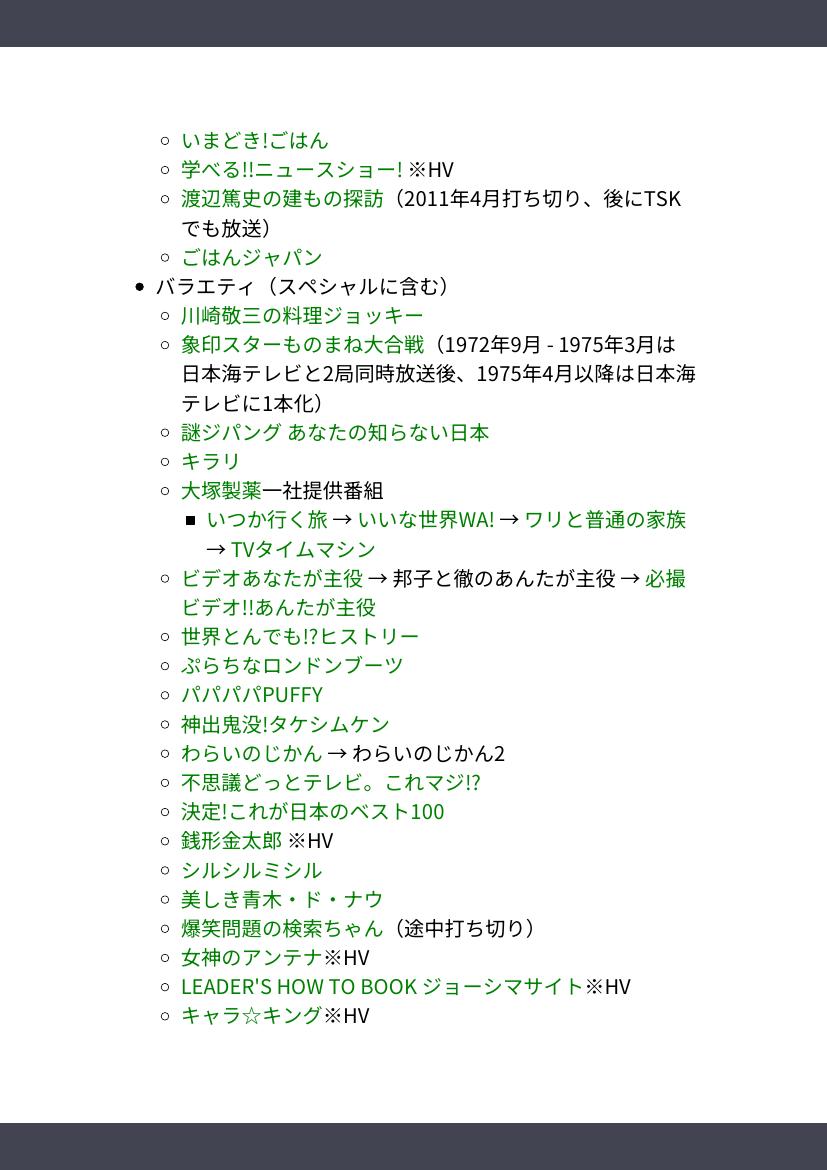 いまどき!ごはん
学べる!!ニュースショー! ※HV
渡辺篤史の建もの探訪（2011年4月打ち切り、後にTSK
でも放送）
ごはんジャパン
バラエティ（スペシャルに含む）
川崎敬三の料理ジョッキー
象印スターものまね大合戦（1972年9月 - 1975年3月は
日本海テレビと2局同時放送後、1975年4月以降は日本海
テレビに1本化）
謎ジパング あなたの知らない日本
キラリ
大塚製薬一社提供番組
いつか行く旅 → いいな世界WA! → ワリと普通の家族
→ TVタイムマシン
ビデオあなたが主役 → 邦子と徹のあんたが主役 → 必撮
ビデオ!!あんたが主役
世界とんでも!?ヒストリー
ぷらちなロンドンブーツ
パパパパPUFFY
神出鬼没!タケシムケン
わらいのじかん → わらいのじかん2
不思議どっとテレビ。これマジ!?
決定!これが日本のベスト100
銭形金太郎 ※HV
シルシルミシル
美しき青木・ド・ナウ
爆笑問題の検索ちゃん（途中打ち切り）
女神のアンテナ※HV
LEADER'S HOW TO BOOK ジョーシマサイト※HV
キャラ☆キング※HV